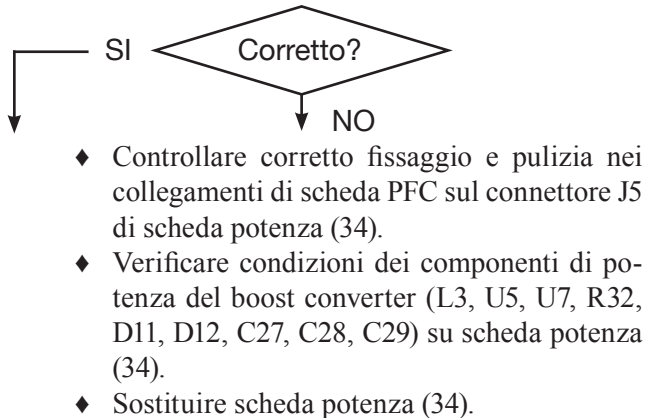 SI
Corretto?
NO
♦ Controllare corretto fissaggio e pulizia nei
collegamenti di scheda PFC sul connettore J5
di scheda potenza (34).
♦ Verificare condizioni dei componenti di po-
tenza del boost converter (L3, U5, U7, R32,
D11, D12, C27, C28, C29) su scheda potenza
(34).
♦ Sostituire scheda potenza (34).